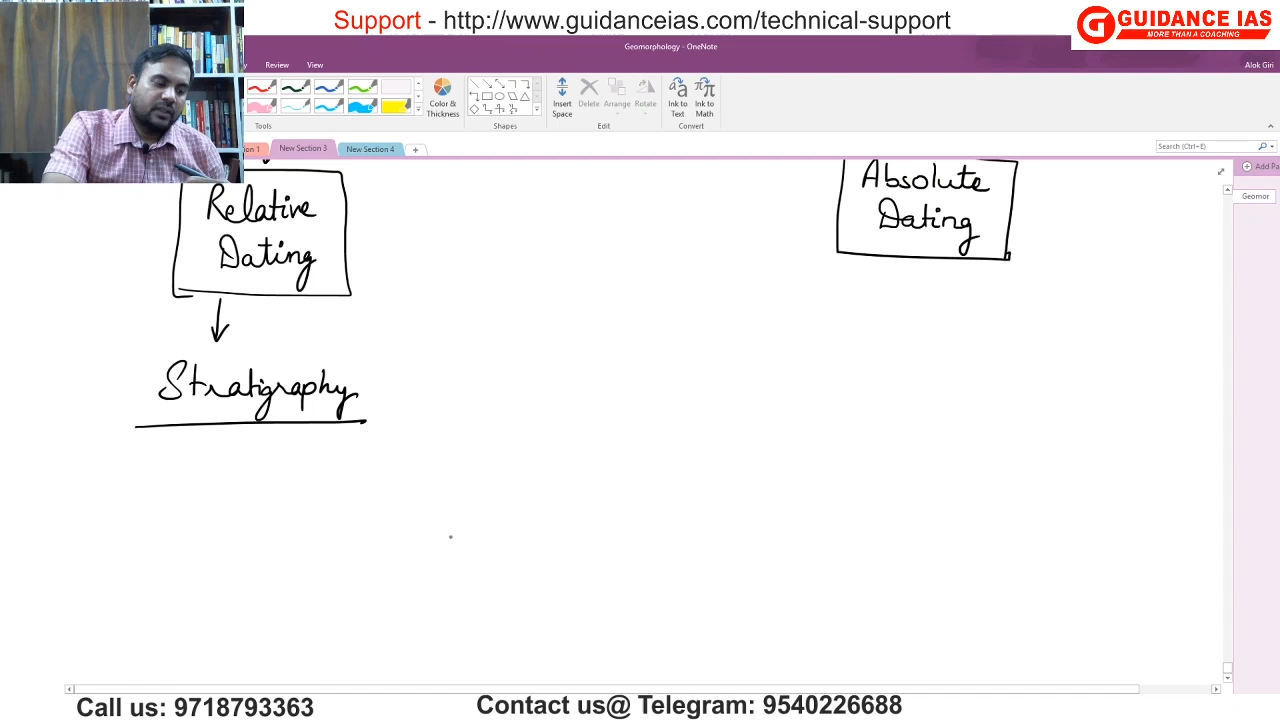 Support - http://www.guidanceias.com/technical-support
GUIDANCE IAS
MORE THAN A COACHING
Geomorphology - OneNote
Alok Giri
Review View
Color & Thickness
Insert Space
Delete
Arrange
Rotate
Ink to Text
Ink to Math
Tools
Shapes
Edit
Convert
New Section 3
New Section 4
Search (Ctrl+E)
Add Pa
Geomor
Relative
Dating
Absolute
Dating
Stratigraphy
Call us: 9718793363
Contact us@ Telegram: 9540226688